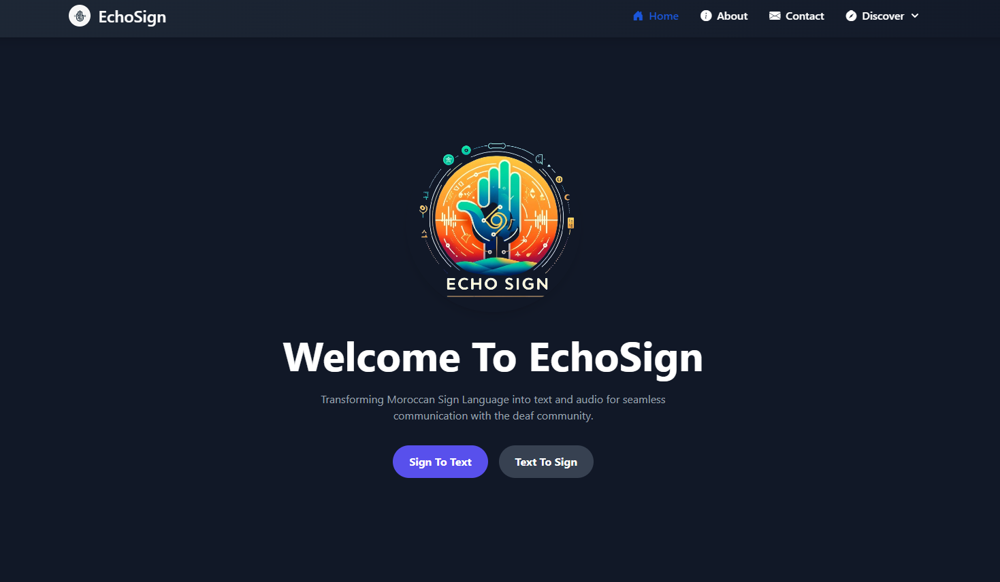 EchoSign
Home
About
Contact
Discover
ECHO SIGN
Welcome To EchoSign
Transforming Moroccan Sign Language into text and audio for seamless
communication with the deaf community.
Sign To Text
Text To Sign